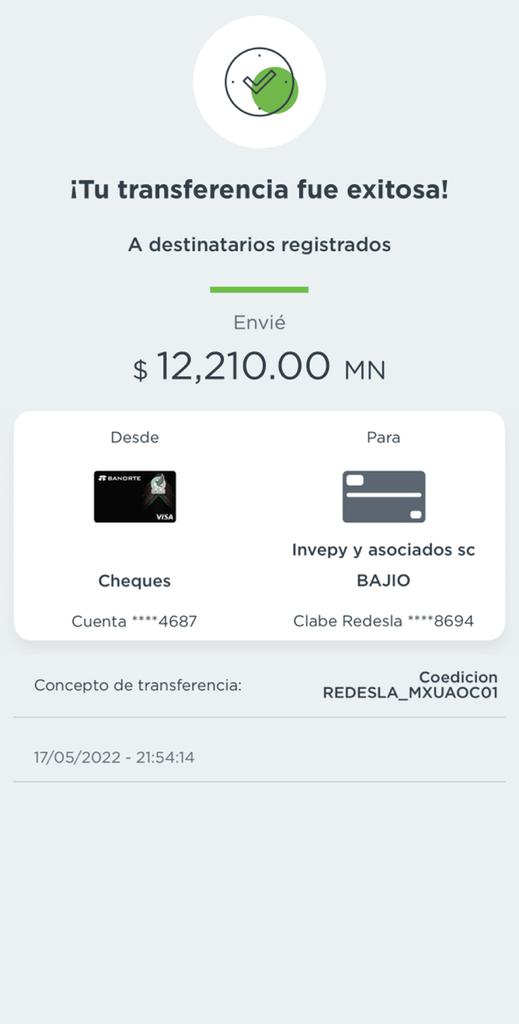 ¡Tu transferencia fue exitosa!
A destinatarios registrados
Envié
$ 12,210.00 MN
Desde
Para
BANORTE
VISA
Invepy y asociados sc
Cheques
BAJIO
Cuenta ****4687
Clabe Redesla ****8694
Concepto de transferencia:
Coedicion
REDESLA_MXUAOC01
17/05/2022 - 21:54:14